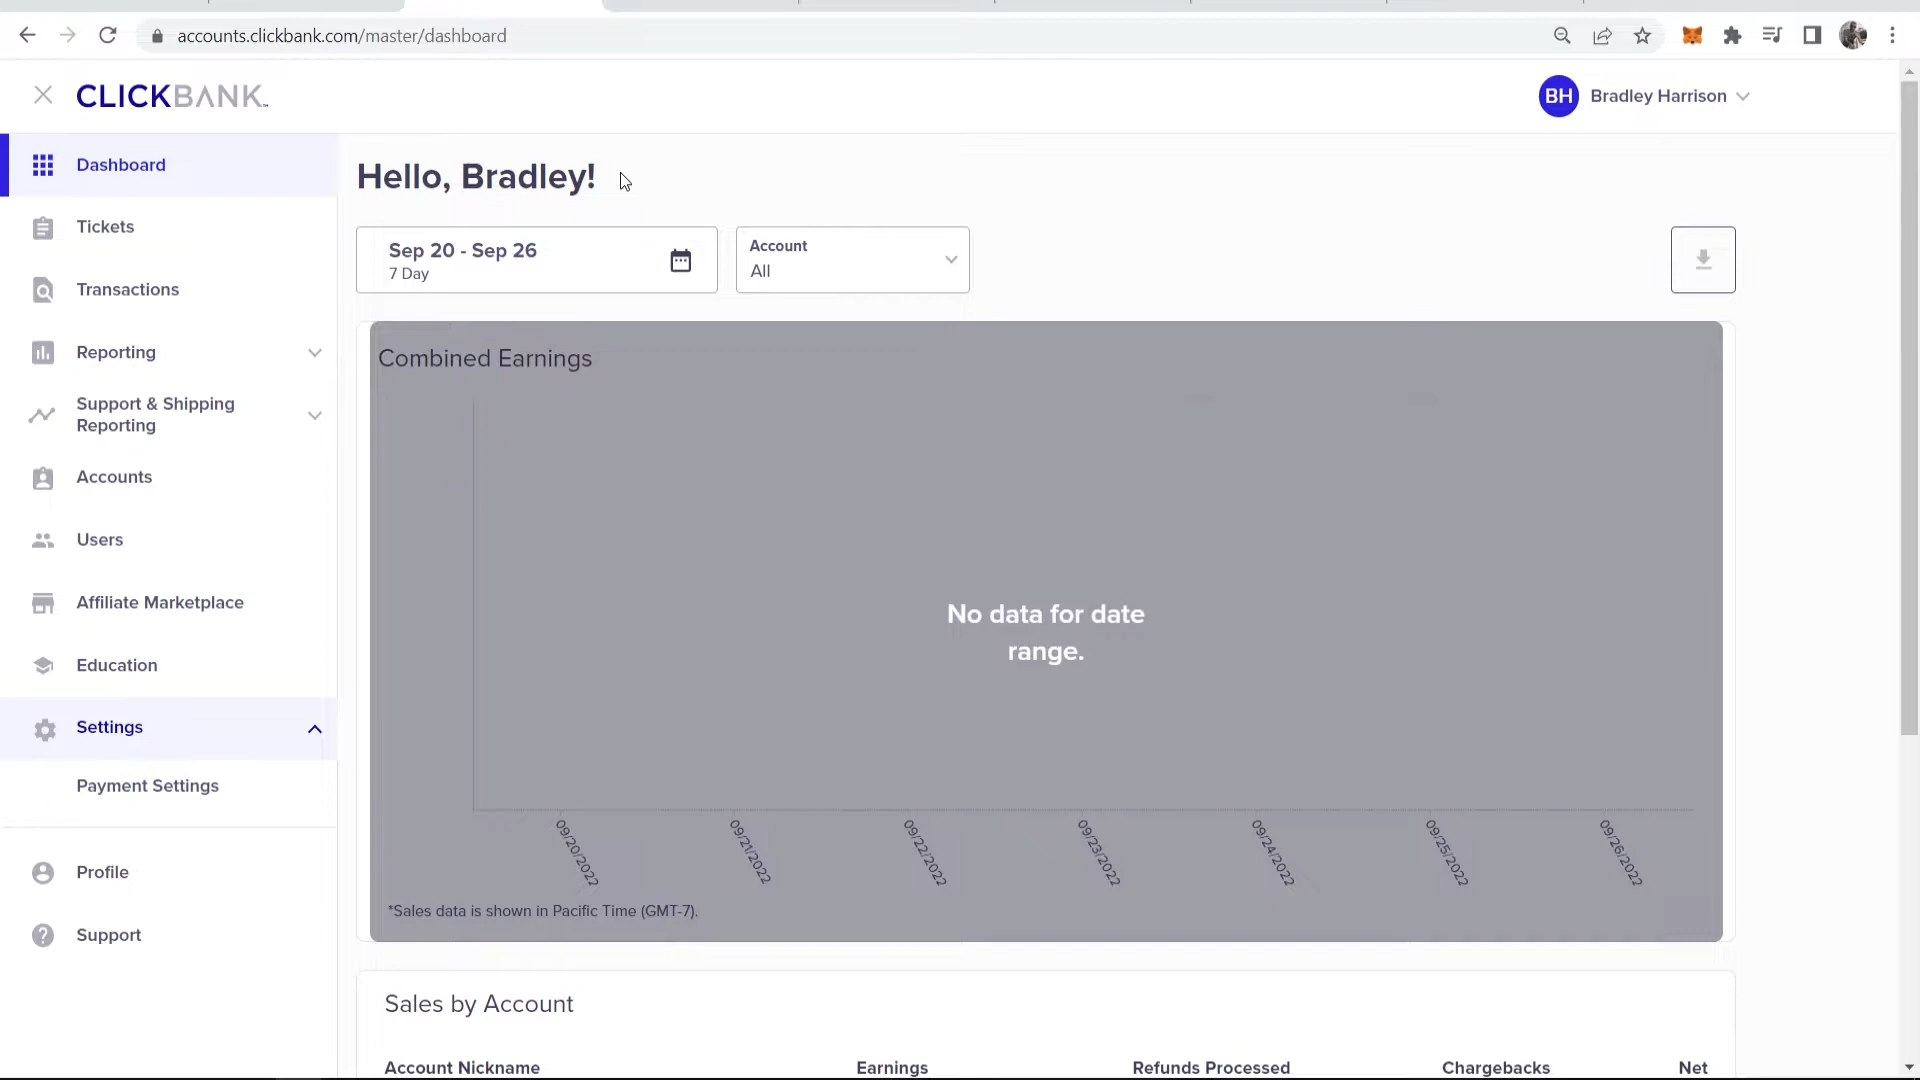 accounts.clickbank.com/master/dashboard
CLICKBANK
BH Bradley Harrison
Dashboard
Tickets
Transactions
Reporting
Support & Shipping
Reporting
Accounts
Users
Affiliate Marketplace
Education
Settings
Payment Settings
Profile
Support
Hello, Bradley!
Sep 20 - Sep 26
7 Day
Account
All
Combined Earnings
No data for date
range.
09/20/2022
09/21/2022
09/22/2022
09/23/2022
09/24/2022
09/25/2022
09/26/2022
*Sales data is shown in Pacific Time (GMT-7).
Sales by Account
Account Nickname Earnings Refunds Processed Chargebacks Net